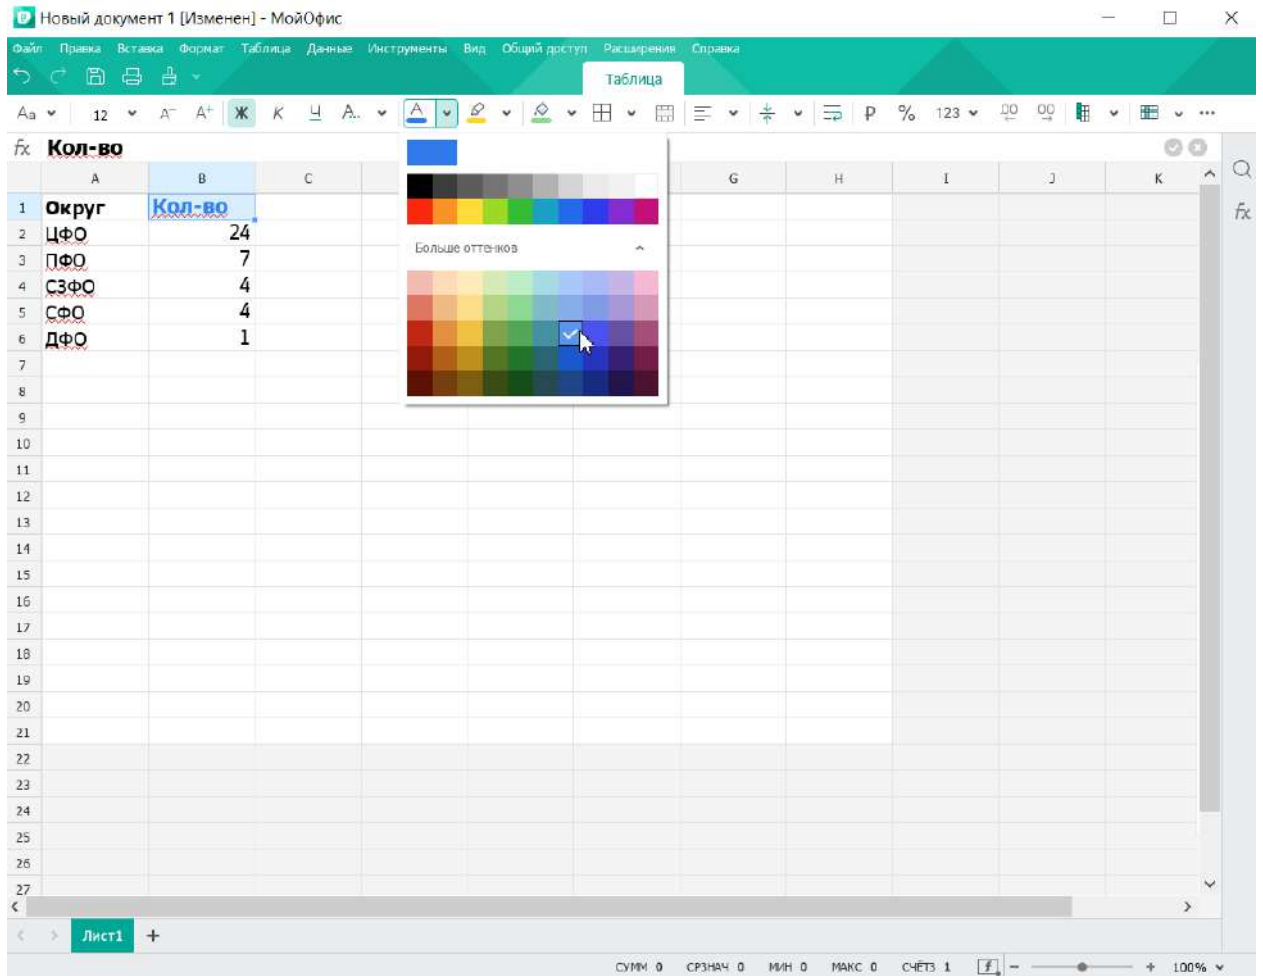 Новый документ 1 [Изменен] - МойОфис
Файл Правка Вставка Формат Таблица Данные Инструменты Вид Общий доступ Расширения Справка
Таблица
Aa 12 A⁻ A⁺ Ж К Ч A.. A ₽ % 123 .00 00
fx Кол-во
A B C G H I J K
1 Округ Кол-во
2 ЦФО 24
3 ПФО 7
4 СЗФО 4
5 СФО 4
6 ДФО 1
Больше оттенков
7
8
9
10
11
12
13
14
15
16
17
18
19
20
21
22
23
24
25
26
27
Лист1 +
СУММ 0 СРЗНАЧ 0 МИН 0 МАКС 0 СЧЁТЗ 1 f - + 100%